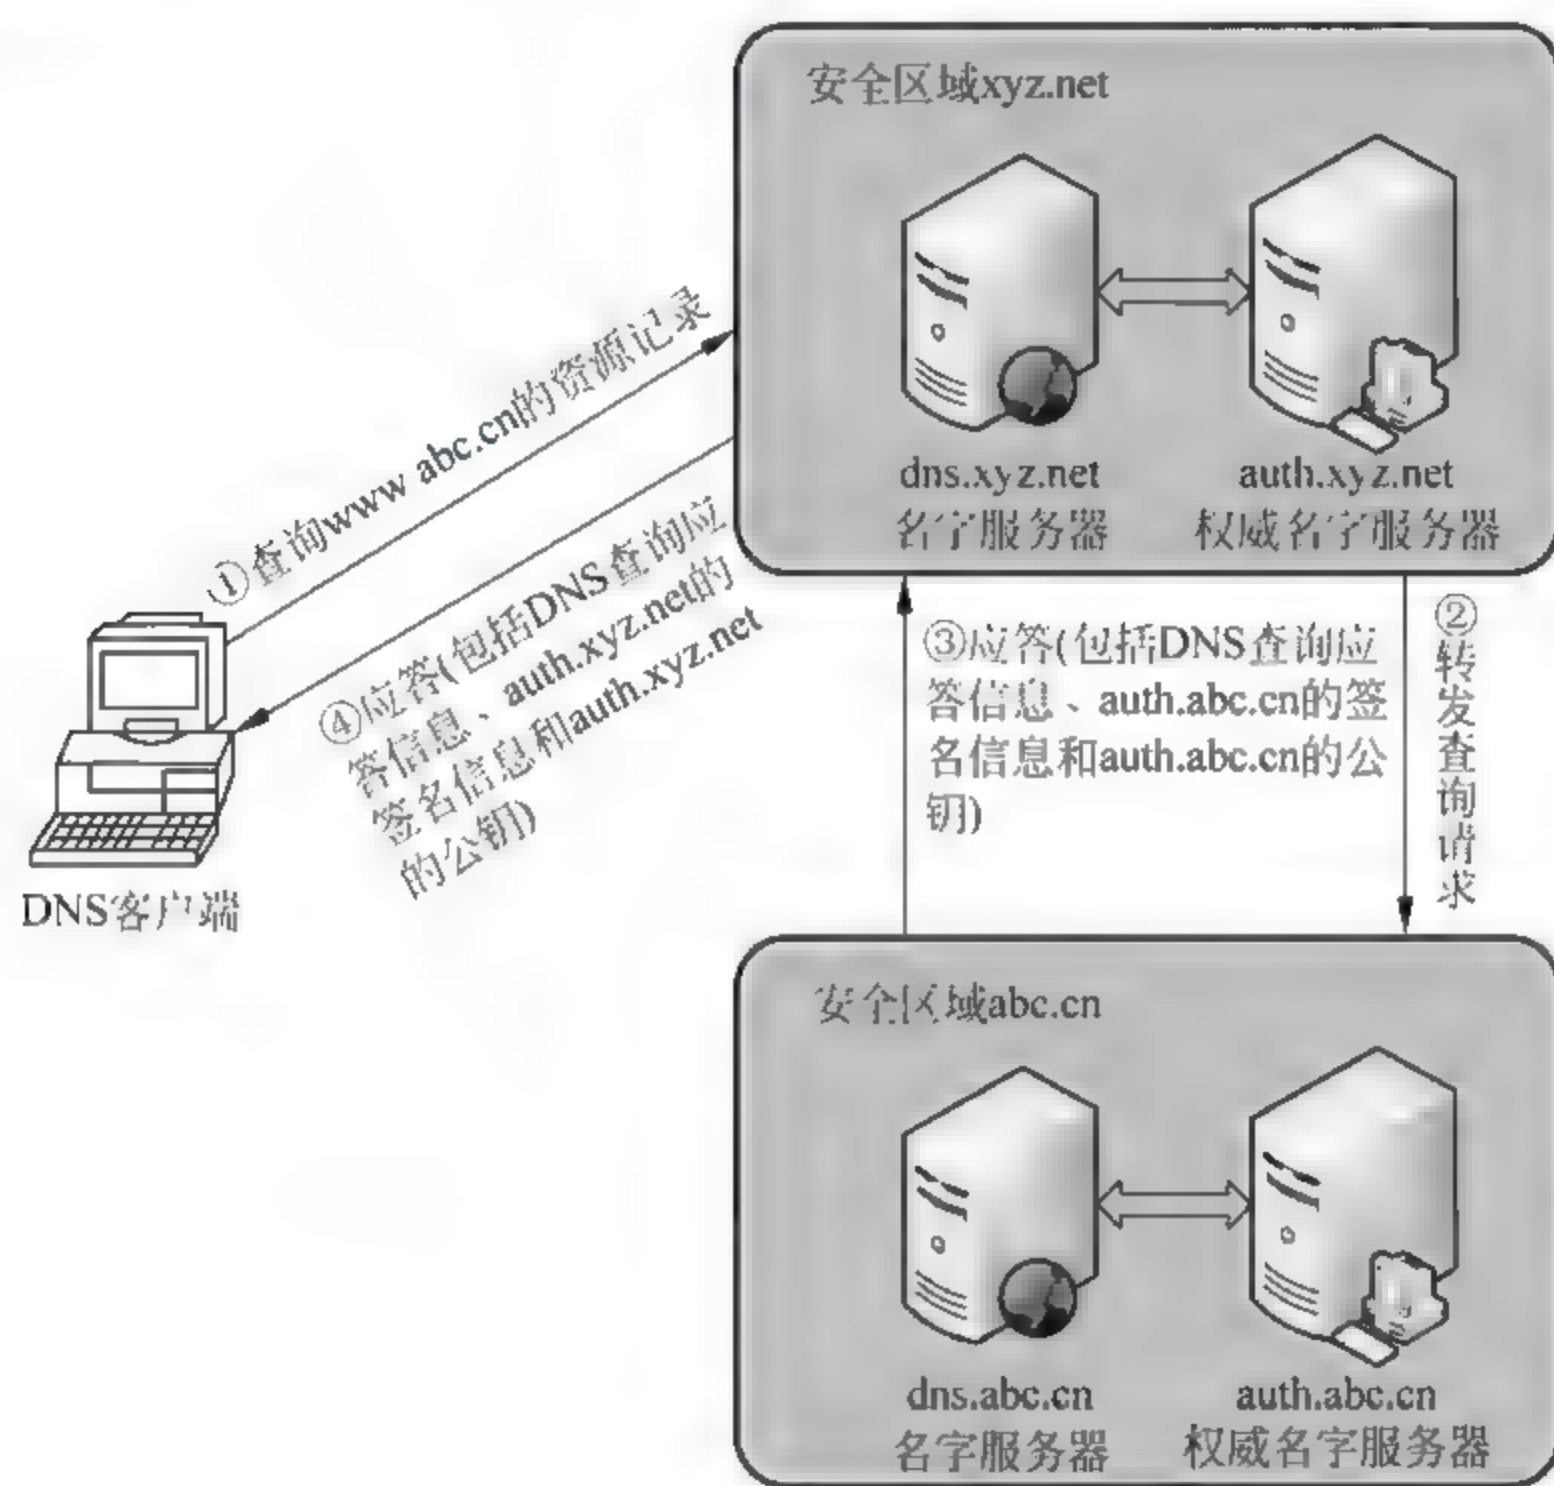 安全区域xyz.net
dns.xyz.net
名字服务器
auth.xyz.net
权威名字服务器
①查询www abc.cn的资源记录
④应答(包括DNS查询应
答信息、auth.xyz.net的
签名信息和auth.xyz.net
的公钥)
③应答(包括DNS查询应
答信息、auth.abc.cn的签
名信息和auth.abc.cn的公
钥)
②转发查询请求
DNS客户端
安全区域abc.cn
dns.abc.cn
名字服务器
auth.abc.cn
权威名字服务器